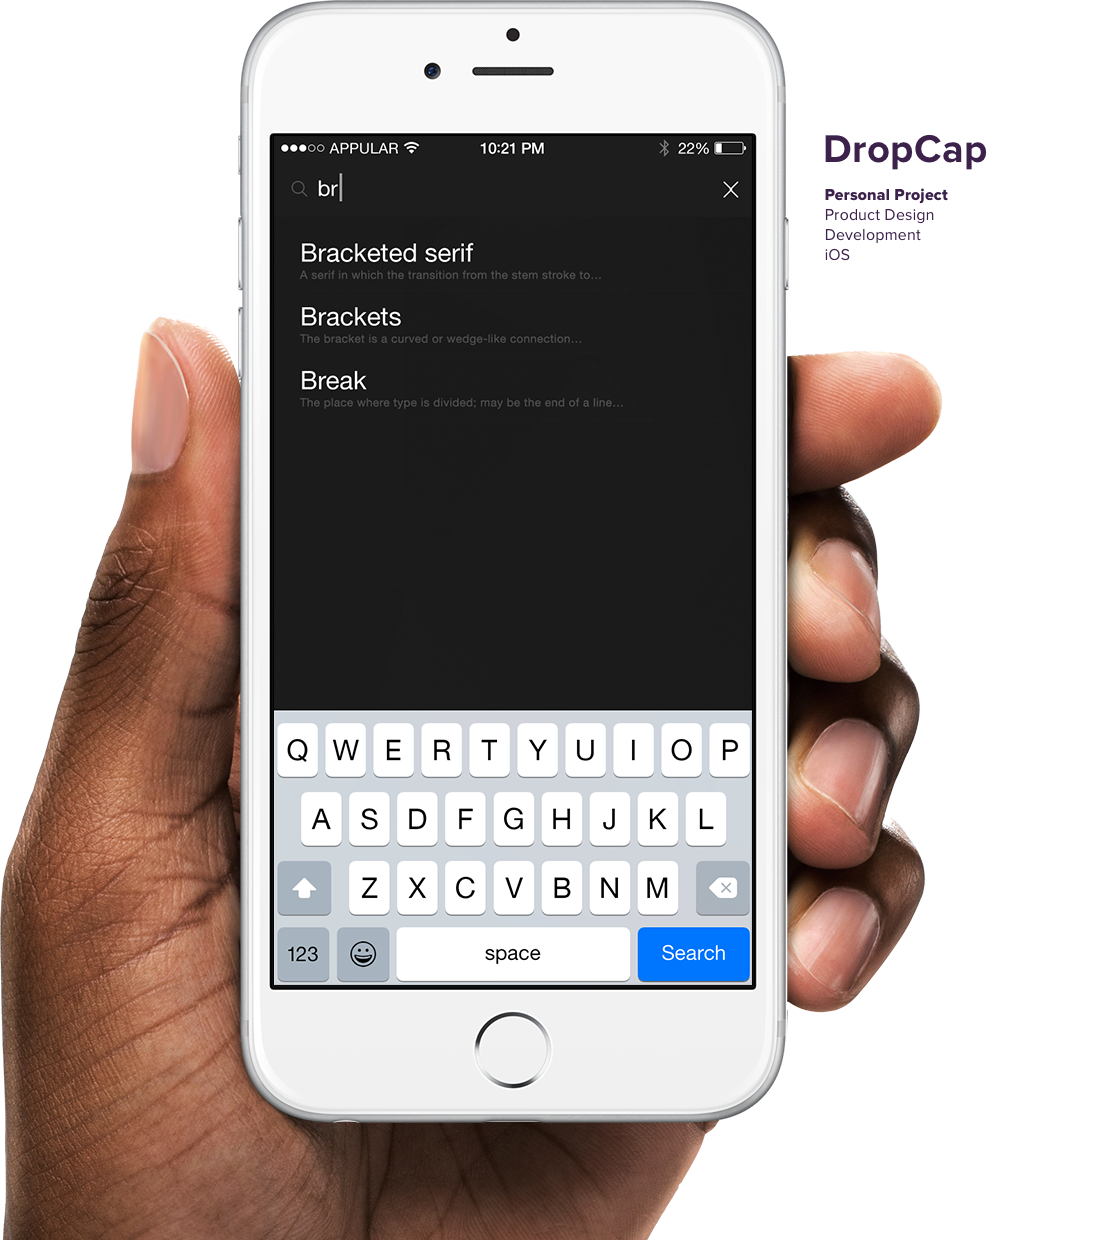 APPULAR 10:21 PM 22%
br
Bracketed serif
A serif in which the transition from the stem stroke to...
Brackets
The bracket is a curved or wedge-like connection...
Break
The place where type is divided; may be the end of a line...
Q W E R T Y U I O P
A S D F G H J K L
Z X C V B N M
123 space Search
DropCap
Personal Project
Product Design
Development
iOS